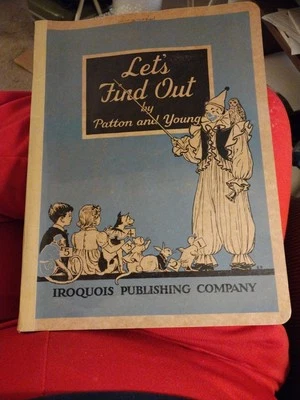 Let's
Find Out
by
Patton and Young
IROQUOIS PUBLISHING COMPANY